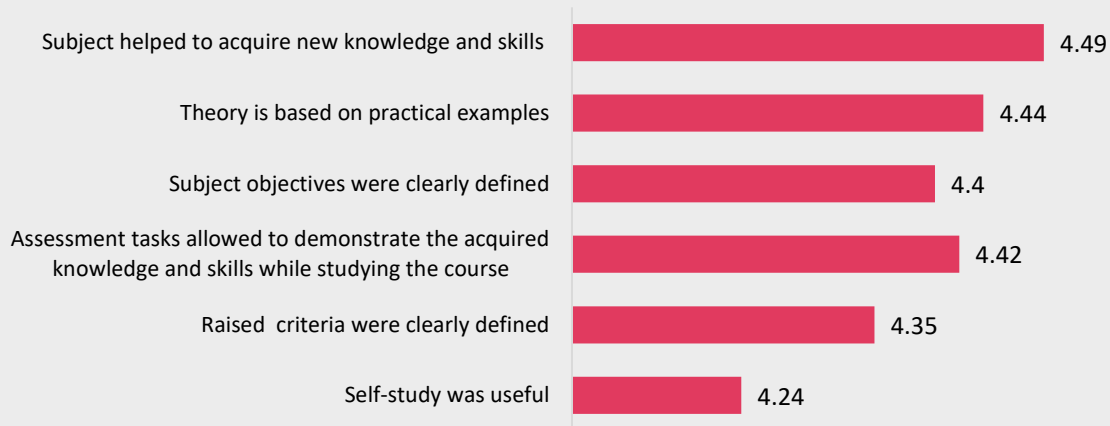 Subject helped to acquire new knowledge and skills 4.49
Theory is based on practical examples 4.44
Subject objectives were clearly defined 4.4
Assessment tasks allowed to demonstrate the acquired
knowledge and skills while studying the course 4.42
Raised criteria were clearly defined 4.35
Self-study was useful 4.24